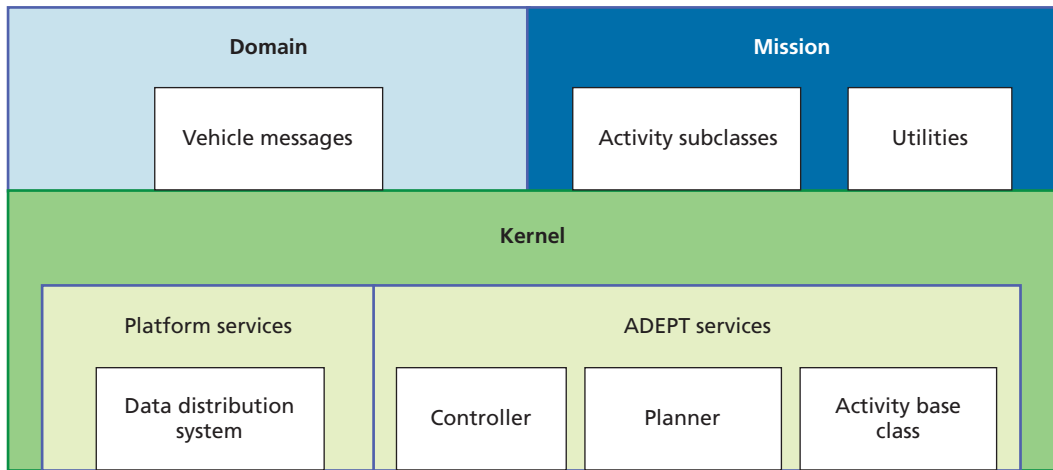 Domain
Mission
Vehicle messages
Activity subclasses
Utilities
Kernel
Platform services
ADEPT services
Data distribution
system
Controller
Planner
Activity base
class